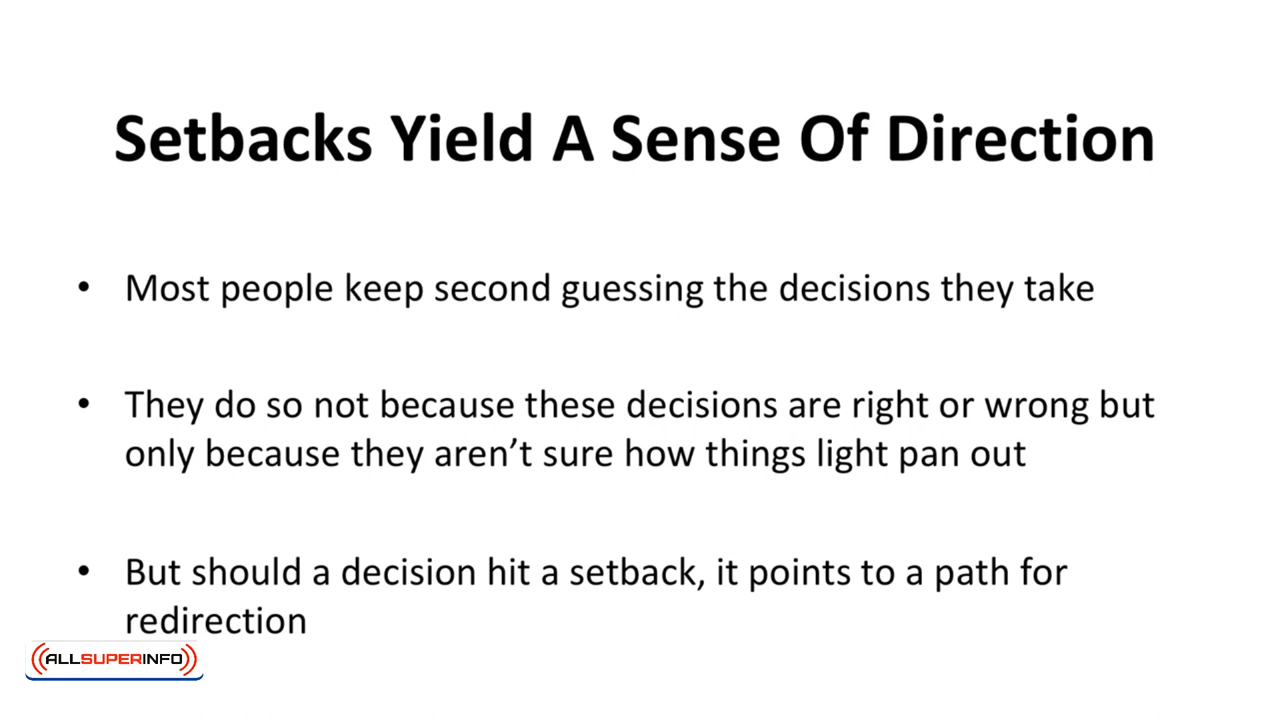 Setbacks Yield A Sense Of Direction
• Most people keep second guessing the decisions they take
• They do so not because these decisions are right or wrong but
only because they aren’t sure how things light pan out
• But should a decision hit a setback, it points to a path for
redirection
ALLSUPERINFO